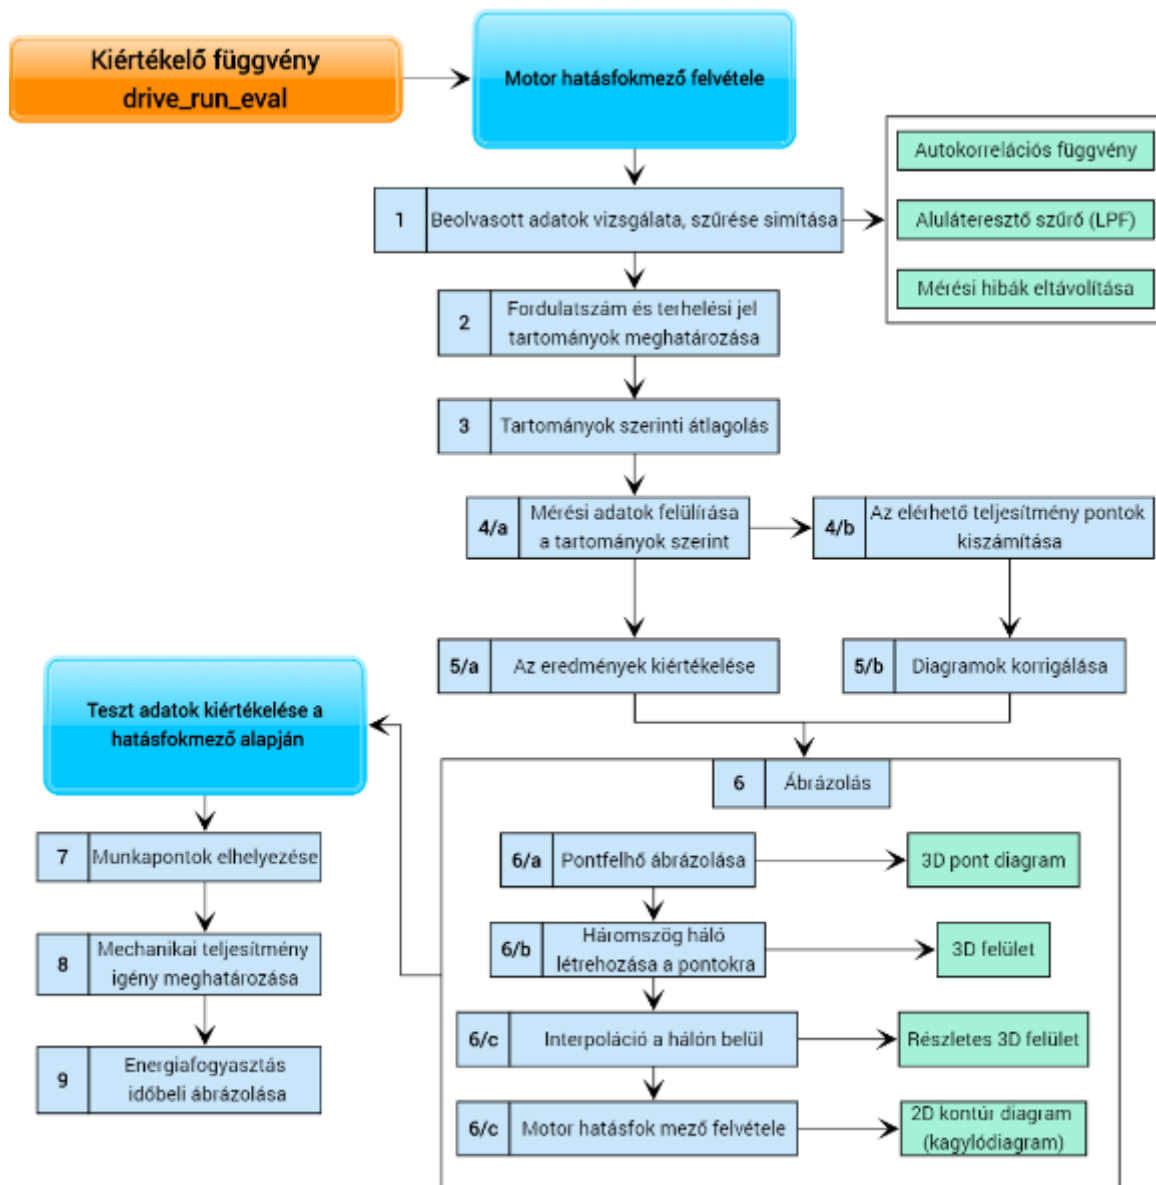 Kiértékelő függvény
drive_run_eval
Motor hatásfokmező felvétele
Autokorrelációs függvény
Aluláteresztő szűrő (LPF)
Mérési hibák eltávolítása
1
Beolvasott adatok vizsgálata, szűrése simítása
2
Fordulatszám és terhelési jel
tartományok meghatározása
3
Tartományok szerinti átlagolás
4/a
Mérési adatok felülírása
a tartományok szerint
4/b
Az elérhető teljesítmény pontok
kiszámítása
5/a
Az eredmények kiértékelése
5/b
Diagramok korrigálása
6
Ábrázolás
6/a
Pontfelhő ábrázolása
3D pont diagram
6/b
Háromszög háló
létrehozása a pontokra
3D felület
6/c
Interpoláció a hálón belül
Részletes 3D felület
6/c
Motor hatásfok mező felvétele
2D kontúr diagram
(kagylódiagram)
Teszt adatok kiértékelése a
hatásfokmező alapján
7
Munkapontok elhelyezése
8
Mechanikai teljesítmény
igény meghatározása
9
Energiafogyasztás
időbeli ábrázolása